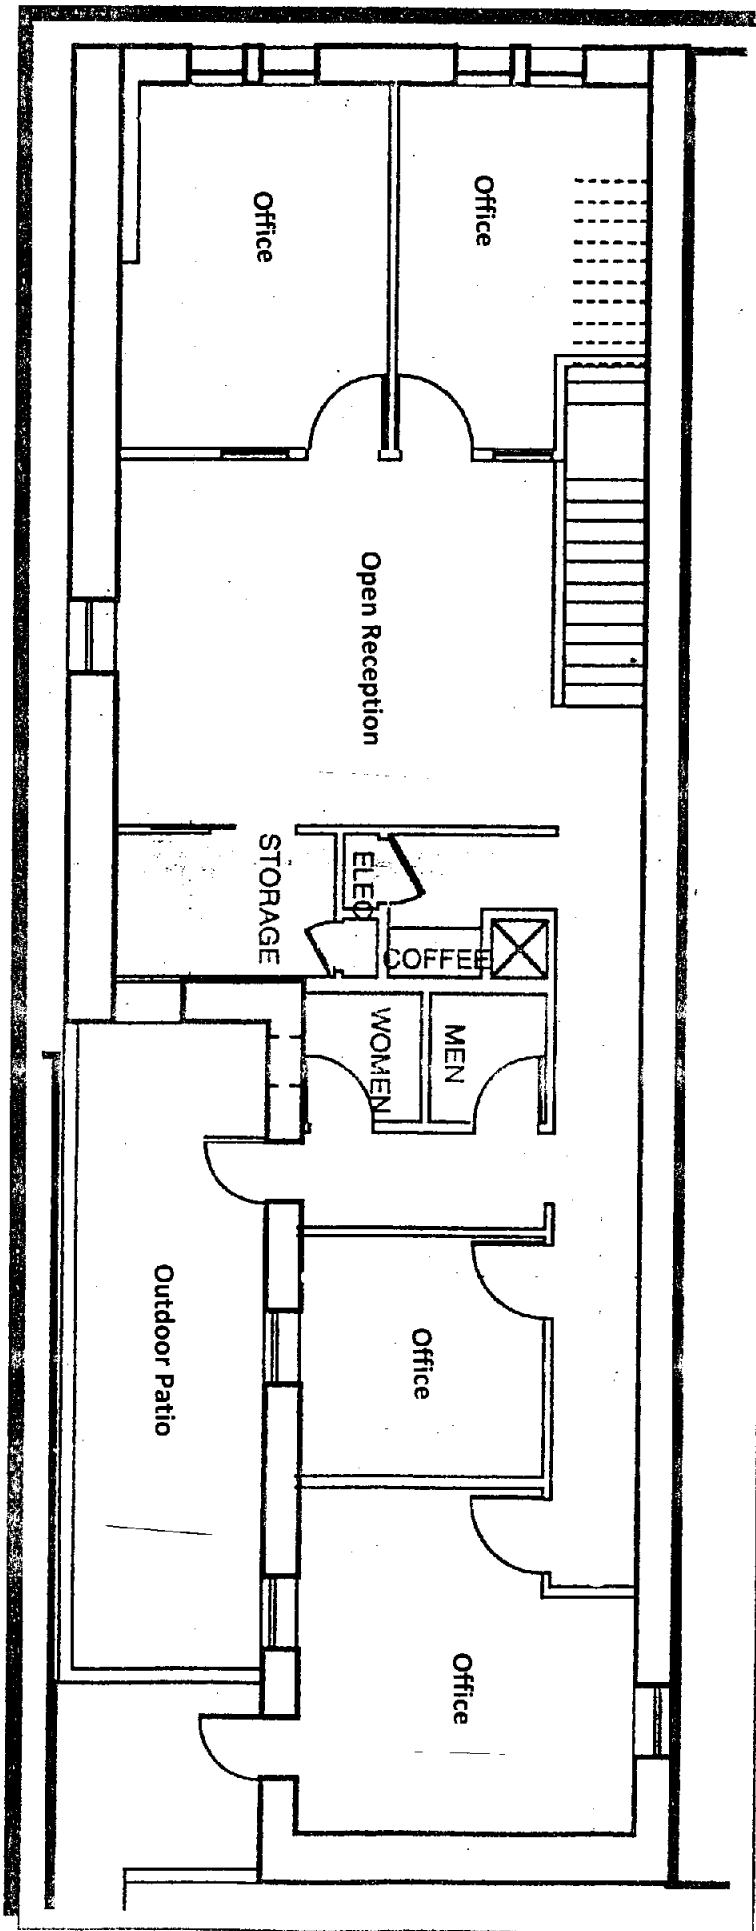 Office
Office
Open Reception
STORAGE
ELEC
COFFEE
WOMEN
MEN
Outdoor Patio
Office
Office